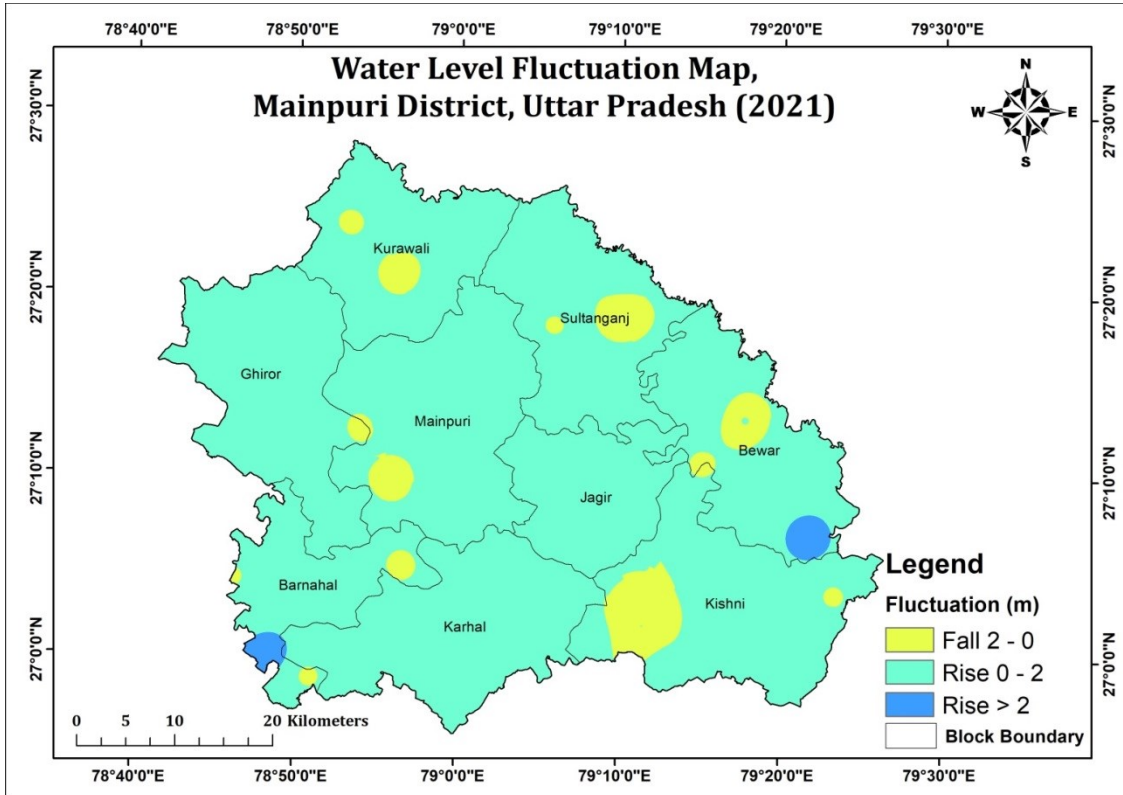 78°40'0"E 78°50'0"E 79°0'0"E 79°10'0"E 79°20'0"E 79°30'0"E
Water Level Fluctuation Map,
Mainpuri District, Uttar Pradesh (2021)
N
W E
S
27°30'0"N
27°30'0"N
27°20'0"N
27°20'0"N
27°10'0"N
27°10'0"N
27°0'0"N
27°0'0"N
Kurawali
Sultanganj
Ghiror
Mainpuri
Bewar
Jagir
Barnahal
Kishni
Karhal
Legend
Fluctuation (m)
Fall 2 - 0
Rise 0 - 2
Rise > 2
Block Boundary
0 5 10 20 Kilometers
78°40'0"E 78°50'0"E 79°0'0"E 79°10'0"E 79°20'0"E 79°30'0"E